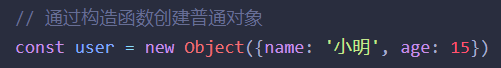 // 通过构造函数创建普通对象
const user = new Object({name: '小明', age: 15})